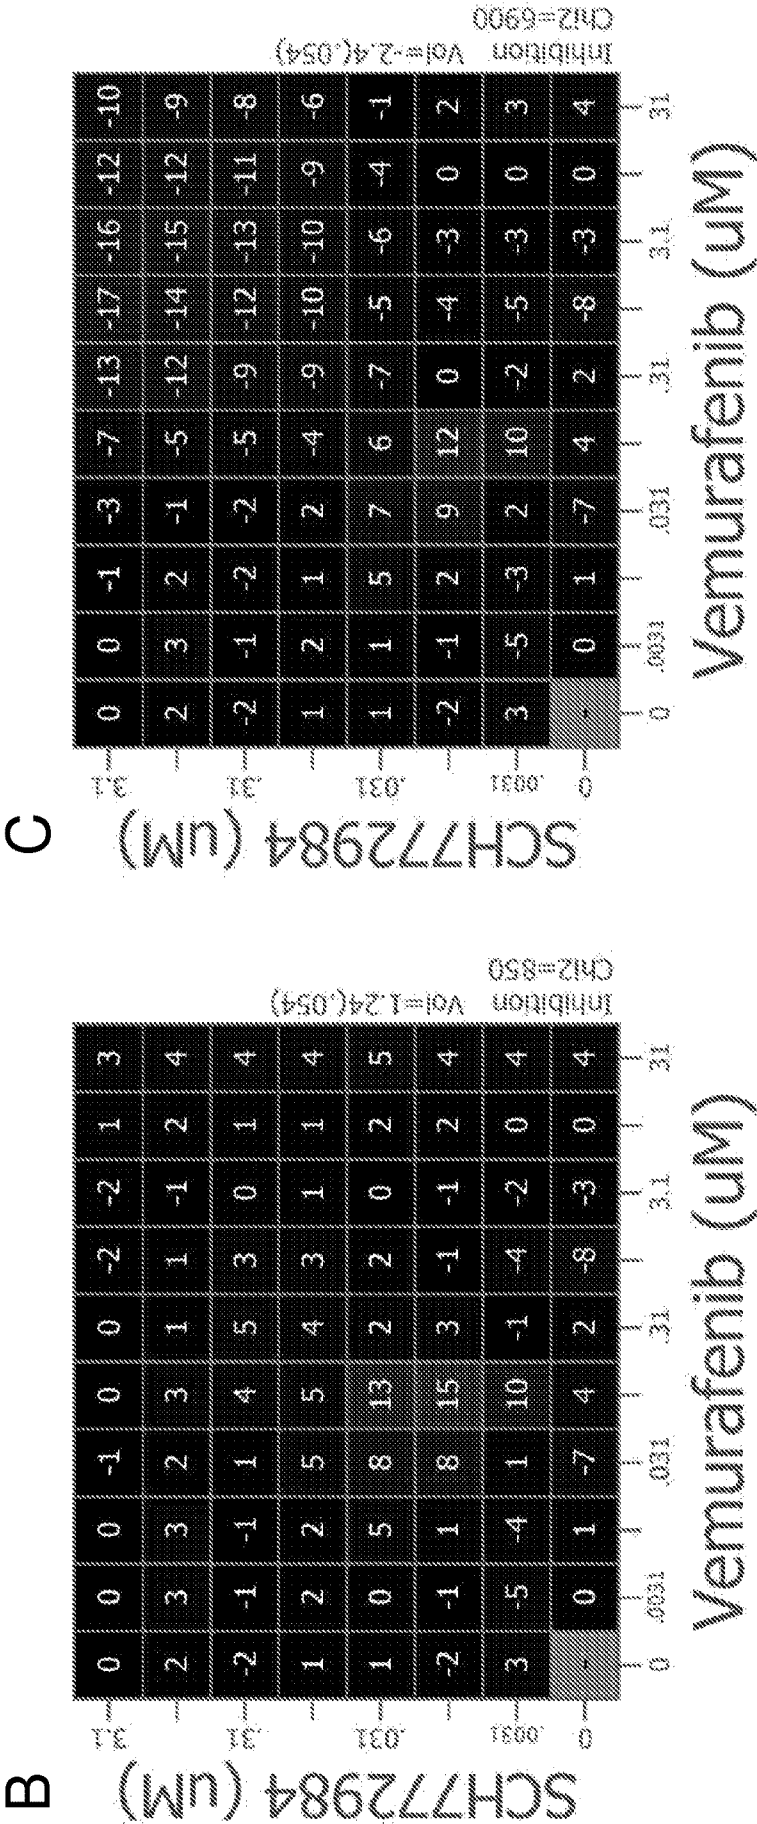 B
SCH772984 (uM)
3.1 0 0 0 -1 0 0 -2 -2 1 3
2 3 3 2 3 1 1 -1 2 4
.31 -2 -1 -1 1 4 5 3 0 1 4
1 2 2 5 5 4 3 1 1 4
.031 1 0 5 8 13 2 2 0 2 5
-2 -1 1 8 15 3 -1 -1 2 4
.0031 3 -5 -4 1 10 -1 -4 -2 0 4
0 - 0 1 -7 4 2 -8 -3 0 4
0 .0031 .031 .31 3.1 31
Vemurafenib (uM)
Inhibition Vol=1.24(.054)
Chi2=850
C
SCH772984 (uM)
3.1 0 0 -1 -3 -7 -13 -17 -16 -12 -10
2 3 2 -1 -5 -12 -14 -15 -12 -9
.31 -2 -1 -2 -2 -5 -9 -12 -13 -11 -8
1 2 1 2 -4 -9 -10 -10 -9 -6
.031 1 1 5 7 6 -7 -5 -6 -4 -1
-2 -1 2 9 12 0 -4 -3 0 2
.0031 3 -5 -3 2 10 -2 -5 -3 0 3
0 - 0 1 -7 4 2 -8 -3 0 4
0 .0031 .031 .31 3.1 31
Vemurafenib (uM)
Inhibition Vol=-2.4(.054)
Chi2=6900